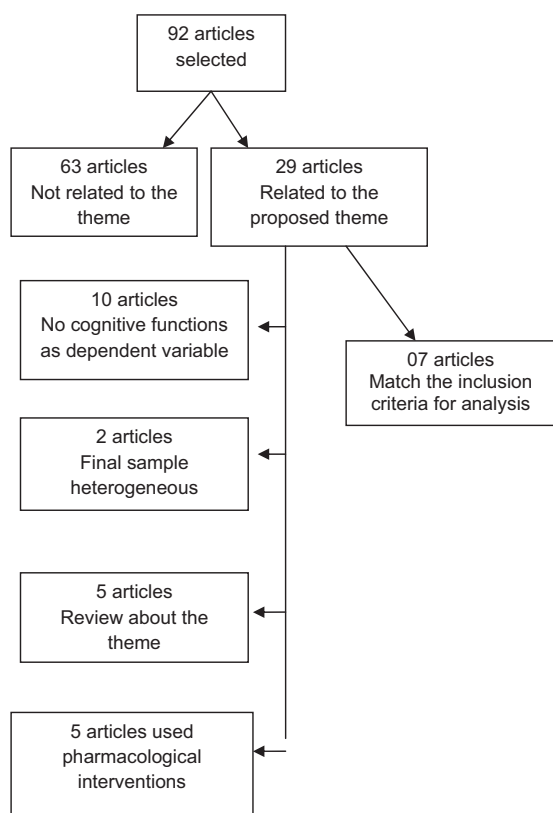 92 articles
selected
63 articles
Not related to the
theme
29 articles
Related to the
proposed theme
10 articles
No cognitive functions
as dependent variable
07 articles
Match the inclusion
criteria for analysis
2 articles
Final sample
heterogeneous
5 articles
Review about the
theme
5 articles used
pharmacological
interventions